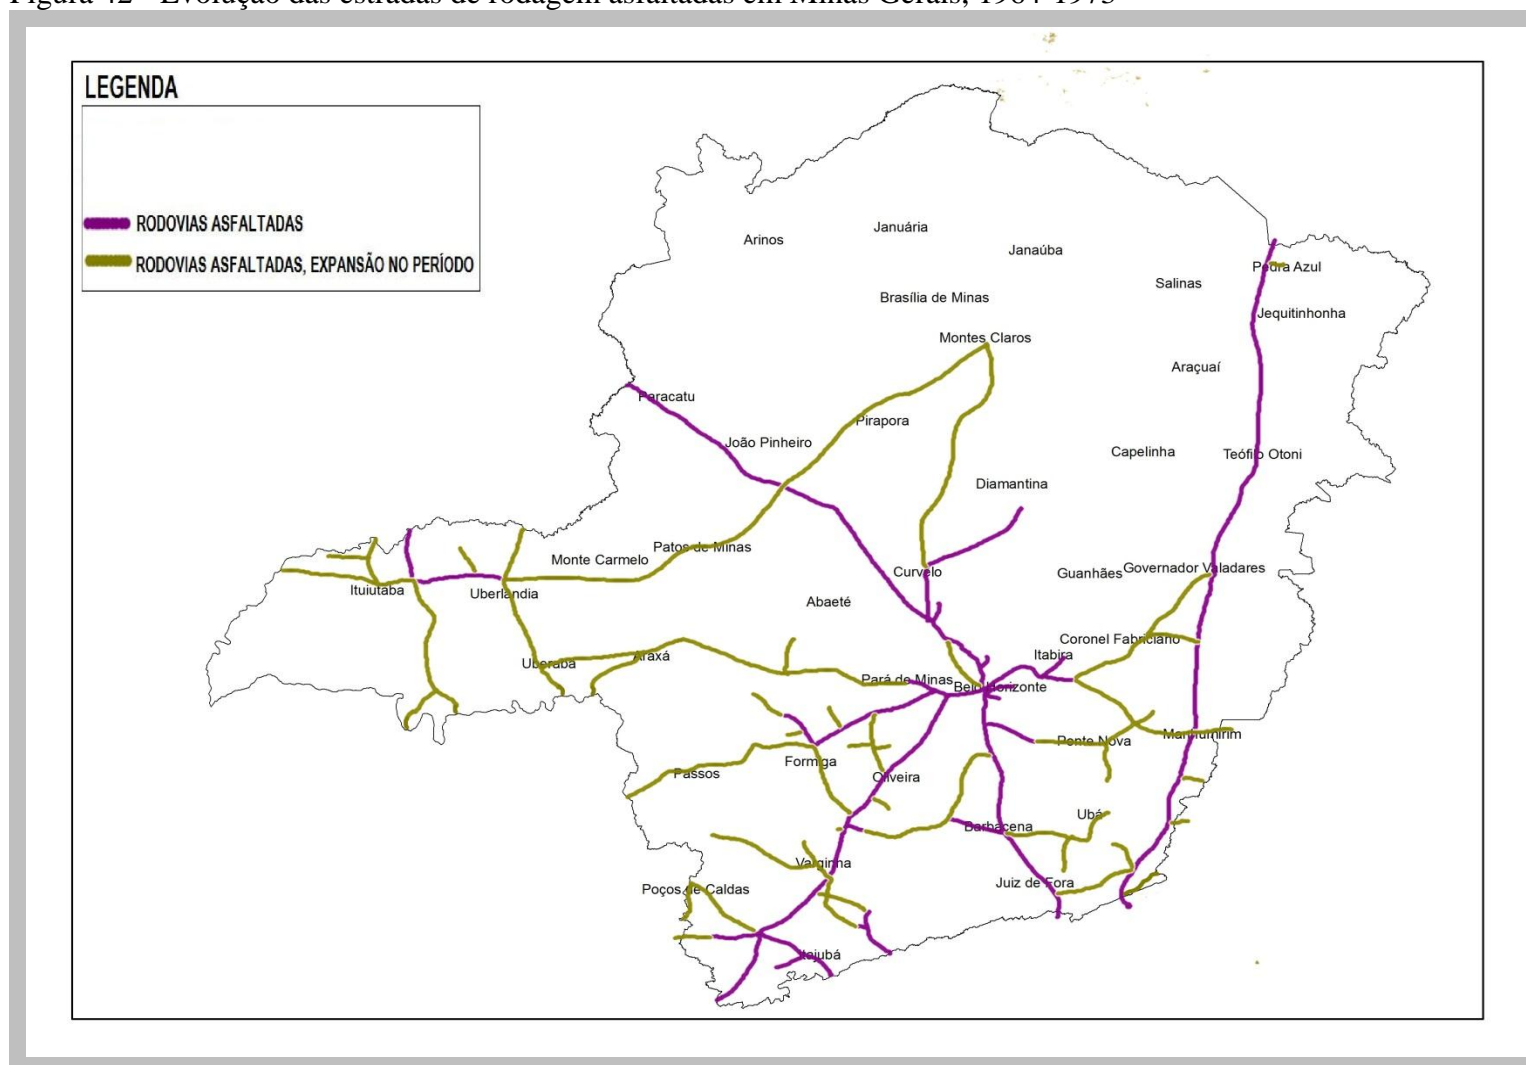 Figura 42 - Evolução das estradas de rodagem asfaltadas em Minas Gerais, 1964-1973
LEGENDA
RODOVIAS ASFALTADAS
RODOVIAS ASFALTADAS, EXPANSÃO NO PERÍODO
Arinos
Januária
Janaúba
Pedra Azul
Salinas
Brasília de Minas
Jequitinhonha
Montes Claros
Araçuaí
Paracatu
Pirapora
João Pinheiro
Capelinha
Teófilo Otoni
Diamantina
Patos de Minas
Monte Carmelo
Curvelo
Guanhães
Governador Valadares
Ituiutaba
Uberlandia
Abaeté
Coronel Fabriciano
Itabira
Uberaba
Araxá
Pará de Minas
Belo Horizonte
Manhumirim
Ponte Nova
Formiga
Passos
Oliveira
Ubá
Barbacena
Varginha
Juiz de Fora
Poços de Caldas
Itajubá